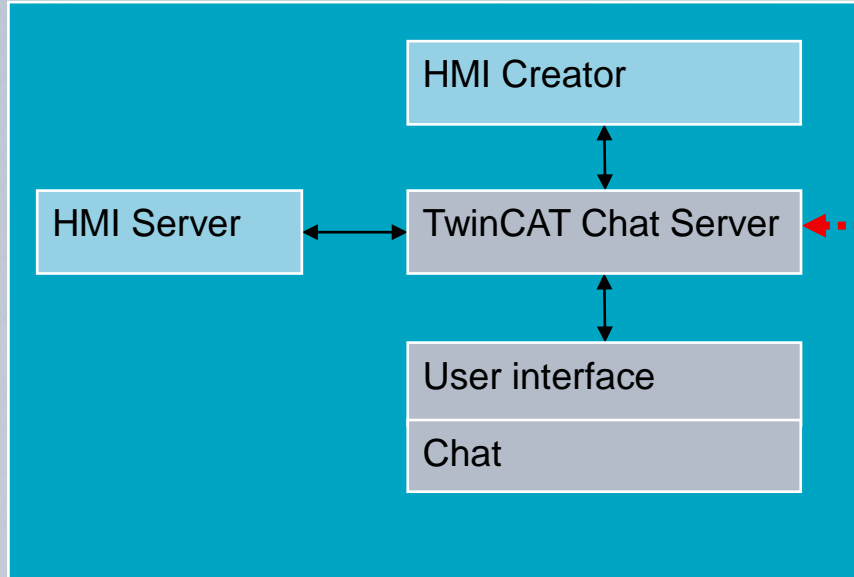 HMI Creator
HMI Server
TwinCAT Chat Server
User interface
Chat